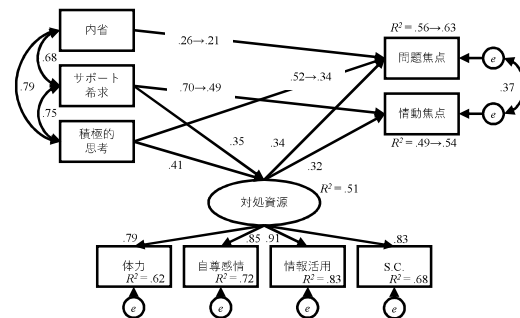 R² = .56→.63
内省
.26→.21
問題焦点
e
.68
.52→.34
サポート
希求
.70→.49
.79
.37
情動焦点
e
.75
積極的
思考
.35
.34
R² = .49→.54
.41
.32
対処資源
R² = .51
.79
.85
.91
.83
体力
R² = .62
自尊感情
R² = .72
情報活用
R² = .83
S.C.
R² = .68
e
e
e
e